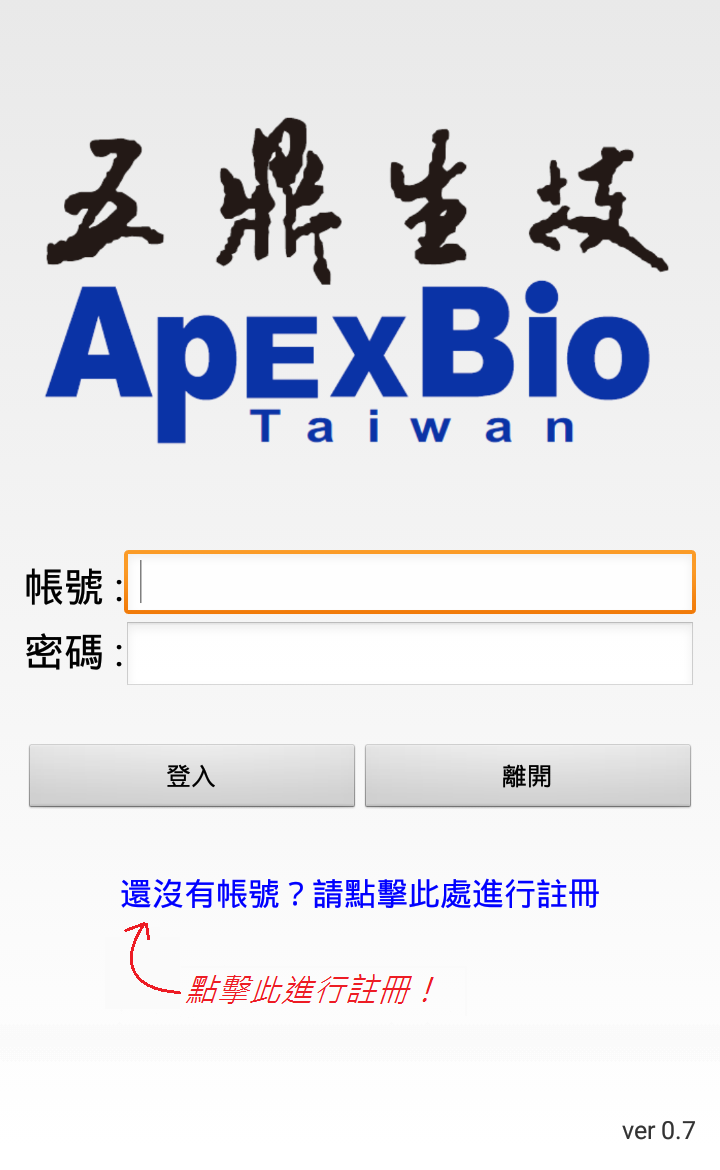 五鼎生技
ApexBio
Taiwan
帳號 :
密碼 :
登入 離開
還沒有帳號？請點擊此處進行註冊
點擊此進行註冊！
ver 0.7